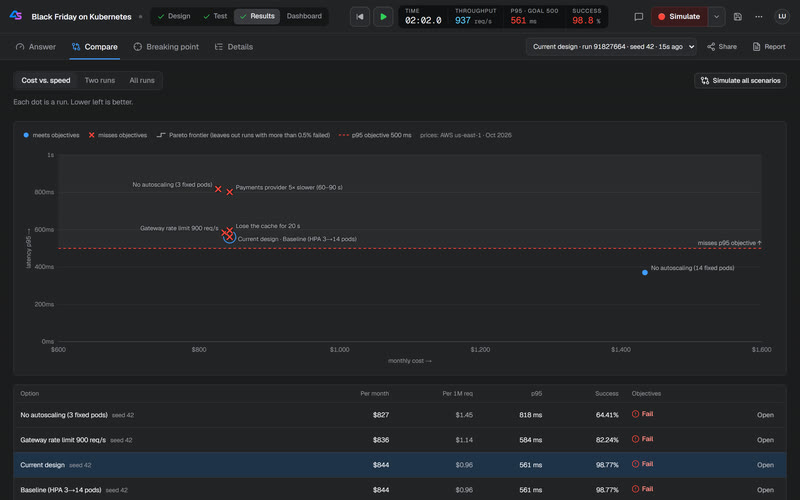 Black Friday on Kubernetes
Design
Test
Results
Dashboard
TIME
02:02.0
THROUGHPUT
937 req/s
P95 · GOAL 500
561 ms
SUCCESS
98.8 %
Simulate
LU
Answer
Compare
Breaking point
Details
Current design · run 91827664 · seed 42 · 15s ago
Share
Report
Cost vs. speed
Two runs
All runs
Simulate all scenarios
Each dot is a run. Lower left is better.
meets objectives
misses objectives
Pareto frontier (leaves out runs with more than 0.5% failed)
p95 objective 500 ms
prices: AWS us-east-1 · Oct 2026
1s
800ms
600ms
400ms
200ms
0ms
latency p95 →
No autoscaling (3 fixed pods)
Payments provider 5× slower (60–90 s)
Gateway rate limit 900 req/s
Lose the cache for 20 s
Current design · Baseline (HPA 3→14 pods)
misses p95 objective ↑
No autoscaling (14 fixed pods)
$600
$800
$1,000
$1,200
$1,400
$1,600
monthly cost →
Option Per month Per 1M req p95 Success Objectives
No autoscaling (3 fixed pods) seed 42 $827 $1.45 818 ms 64.41% Fail Open
Gateway rate limit 900 req/s seed 42 $836 $1.14 584 ms 82.24% Fail Open
Current design seed 42 $844 $0.96 561 ms 98.77% Fail Open
Baseline (HPA 3→14 pods) seed 42 $844 $0.96 561 ms 98.77% Fail Open